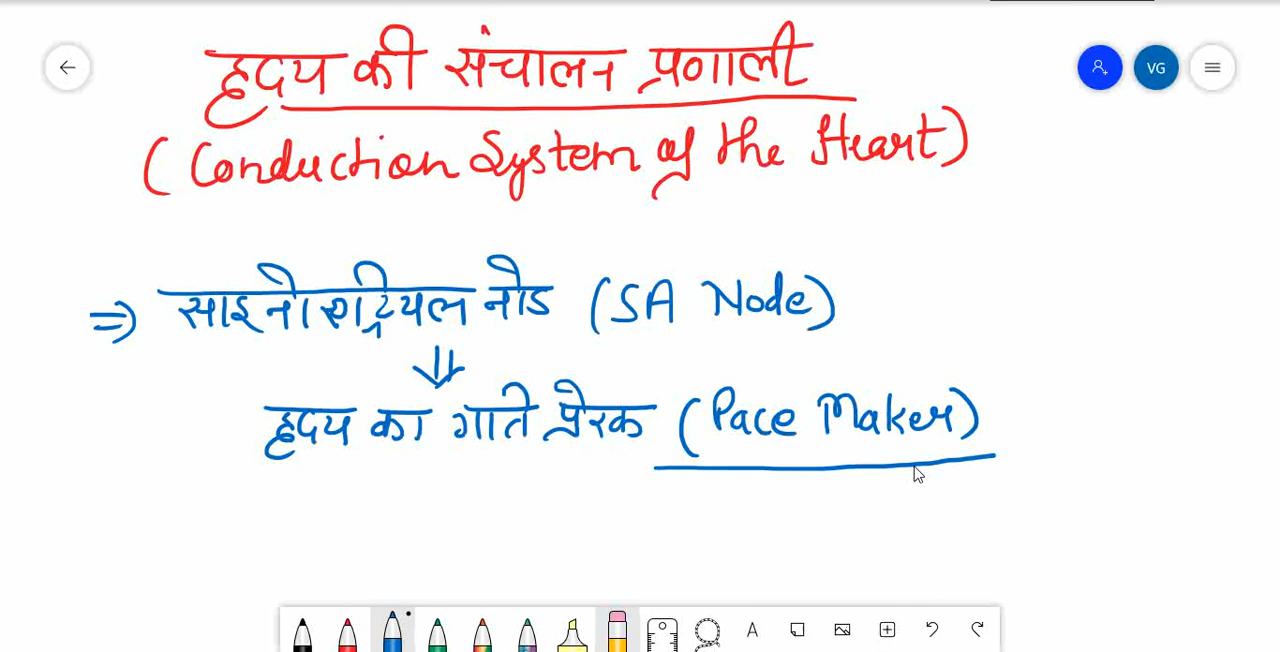 हृदय की संचालन प्रणाली
(Conduction System of the Heart)
VG
⇒ साइनोएट्रियल नोड (SA Node)
⇓
हृदय का गति प्रेरक (Pace Maker)
A